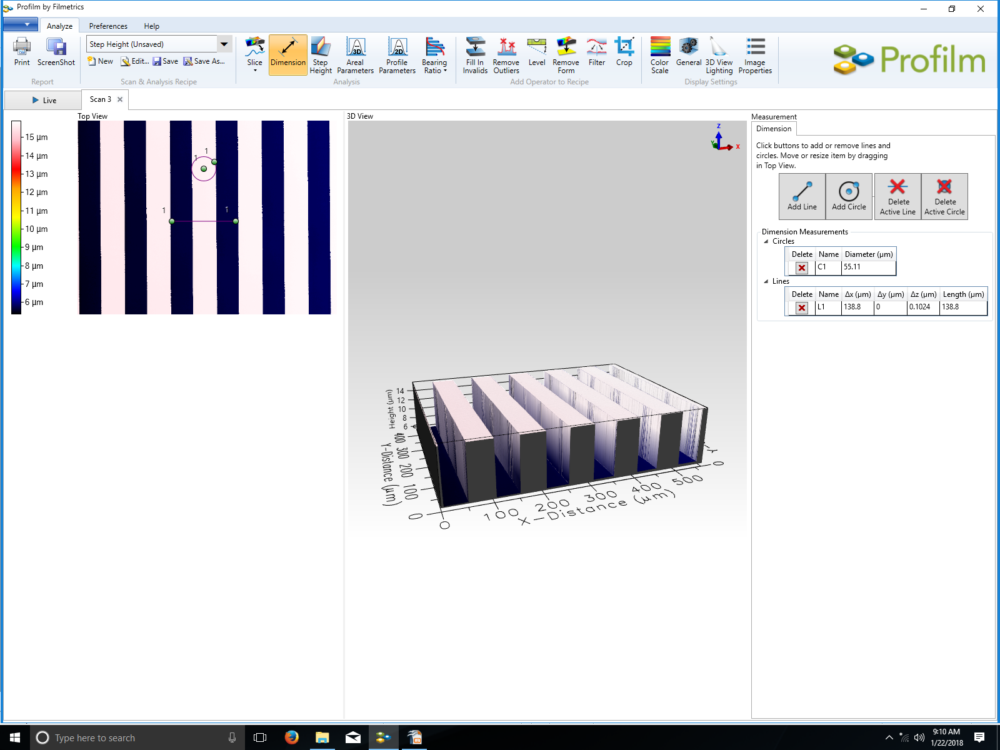 Profilm by Filmetrics
Analyze Preferences Help
Step Height (Unsaved)
New Edit... Save Save As...
Print ScreenShot
Slice Dimension Step Height Areal Parameters Profile Parameters Bearing Ratio
Fill In Invalids Remove Outliers Level Remove Form Filter Crop
Color Scale General 3D View Lighting Image Properties
Report Scan & Analysis Recipe Analysis Add Operator to Recipe Display Settings
Profilm
Live Scan 3
Top View
15 µm
14 µm
13 µm
12 µm
11 µm
10 µm
9 µm
8 µm
7 µm
6 µm
1
1
1
1
3D View
Z
Y
X
14
12
10
8
6
Height (µm)
400
300
200
100
0
Y-Distance (µm)
0
100
200
300
400
500
X-Distance (µm)
0
Y
Measurement
Dimension
Click buttons to add or remove lines and
circles. Move or resize item by dragging
in Top View.
Add Line Add Circle Delete Active Line Delete Active Circle
Dimension Measurements
Circles
Delete Name Diameter (µm)
C1 55.11
Lines
Delete Name Δx (µm) Δy (µm) Δz (µm) Length (µm)
L1 138.8 0 0.1024 138.8
Type here to search
9:10 AM
1/22/2018